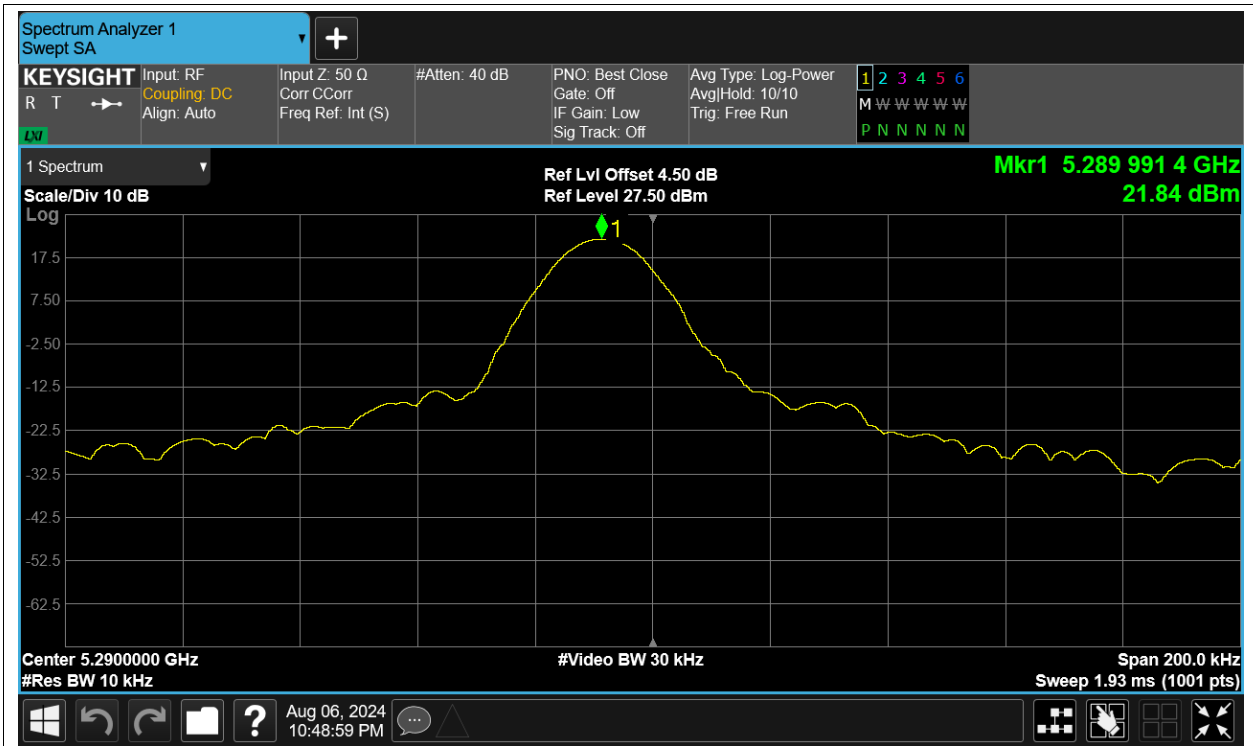 Spectrum Analyzer 1
Swept SA
KEYSIGHT
R T
LXI
Input: RF
Coupling: DC
Align: Auto
Input Z: 50 Ω
Corr CCorr
Freq Ref: Int (S)
#Atten: 40 dB
PNO: Best Close
Gate: Off
IF Gain: Low
Sig Track: Off
Avg Type: Log-Power
Avg|Hold: 10/10
Trig: Free Run
1 2 3 4 5 6
M W W W W W
P N N N N N
1 Spectrum
Scale/Div 10 dB
Log
Ref Lvl Offset 4.50 dB
Ref Level 27.50 dBm
Mkr1 5.289 991 4 GHz
21.84 dBm
1
17.5
7.50
-2.50
-12.5
-22.5
-32.5
-42.5
-52.5
-62.5
Center 5.2900000 GHz
#Res BW 10 kHz
#Video BW 30 kHz
Span 200.0 kHz
Sweep 1.93 ms (1001 pts)
?
Aug 06, 2024
10:48:59 PM